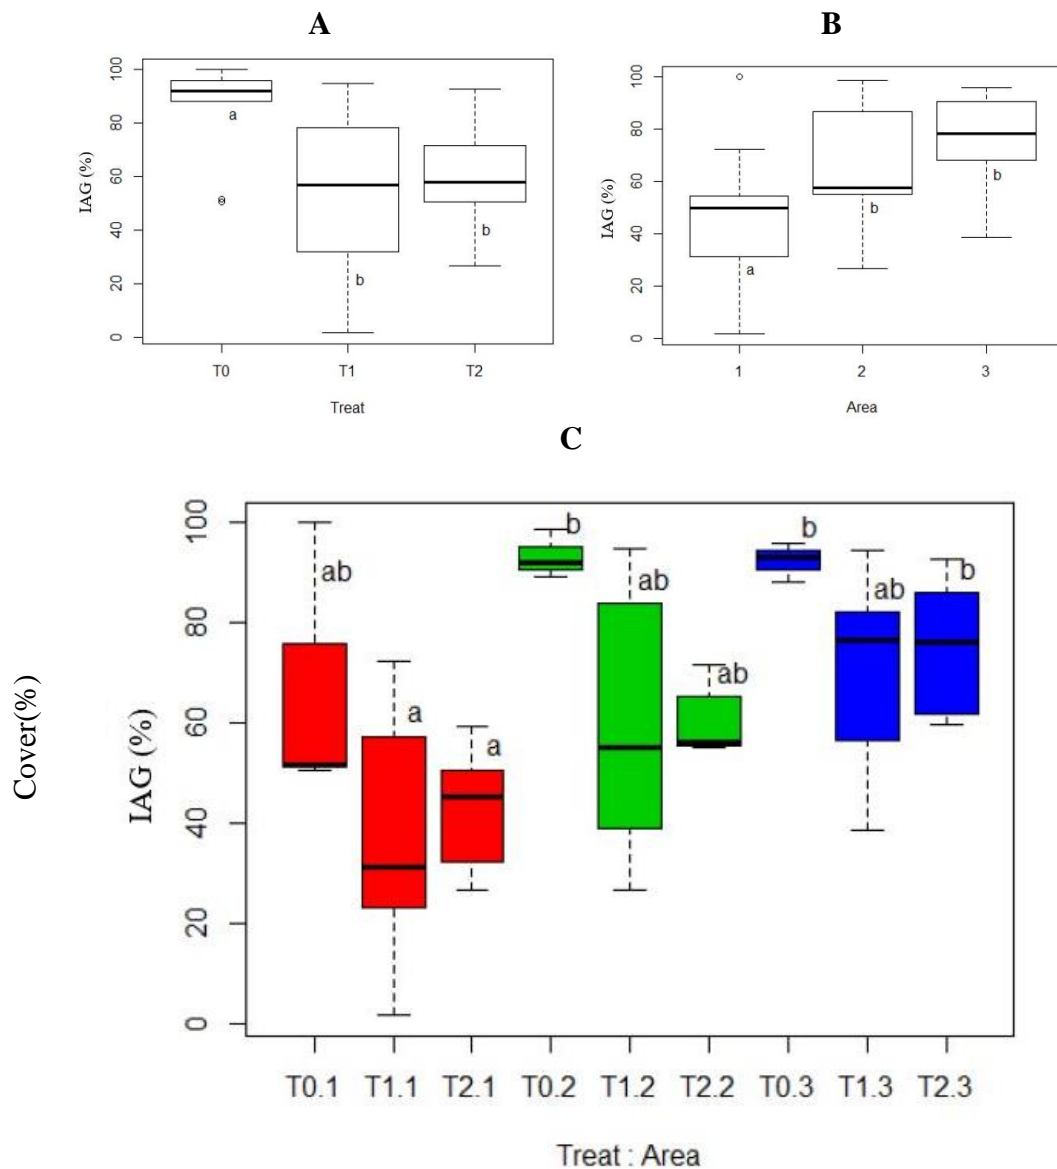 A
B
IAG (%)
100
80
60
40
20
0
a
b
b
T0
T1
T2
Treat
IAG (%)
100
80
60
40
20
0
a
b
b
1
2
3
Area
C
Cover(%)
IAG (%)
100
80
60
40
20
0
ab
a
a
b
ab
ab
b
ab
b
T0.1
T1.1
T2.1
T0.2
T1.2
T2.2
T0.3
T1.3
T2.3
Treat : Area